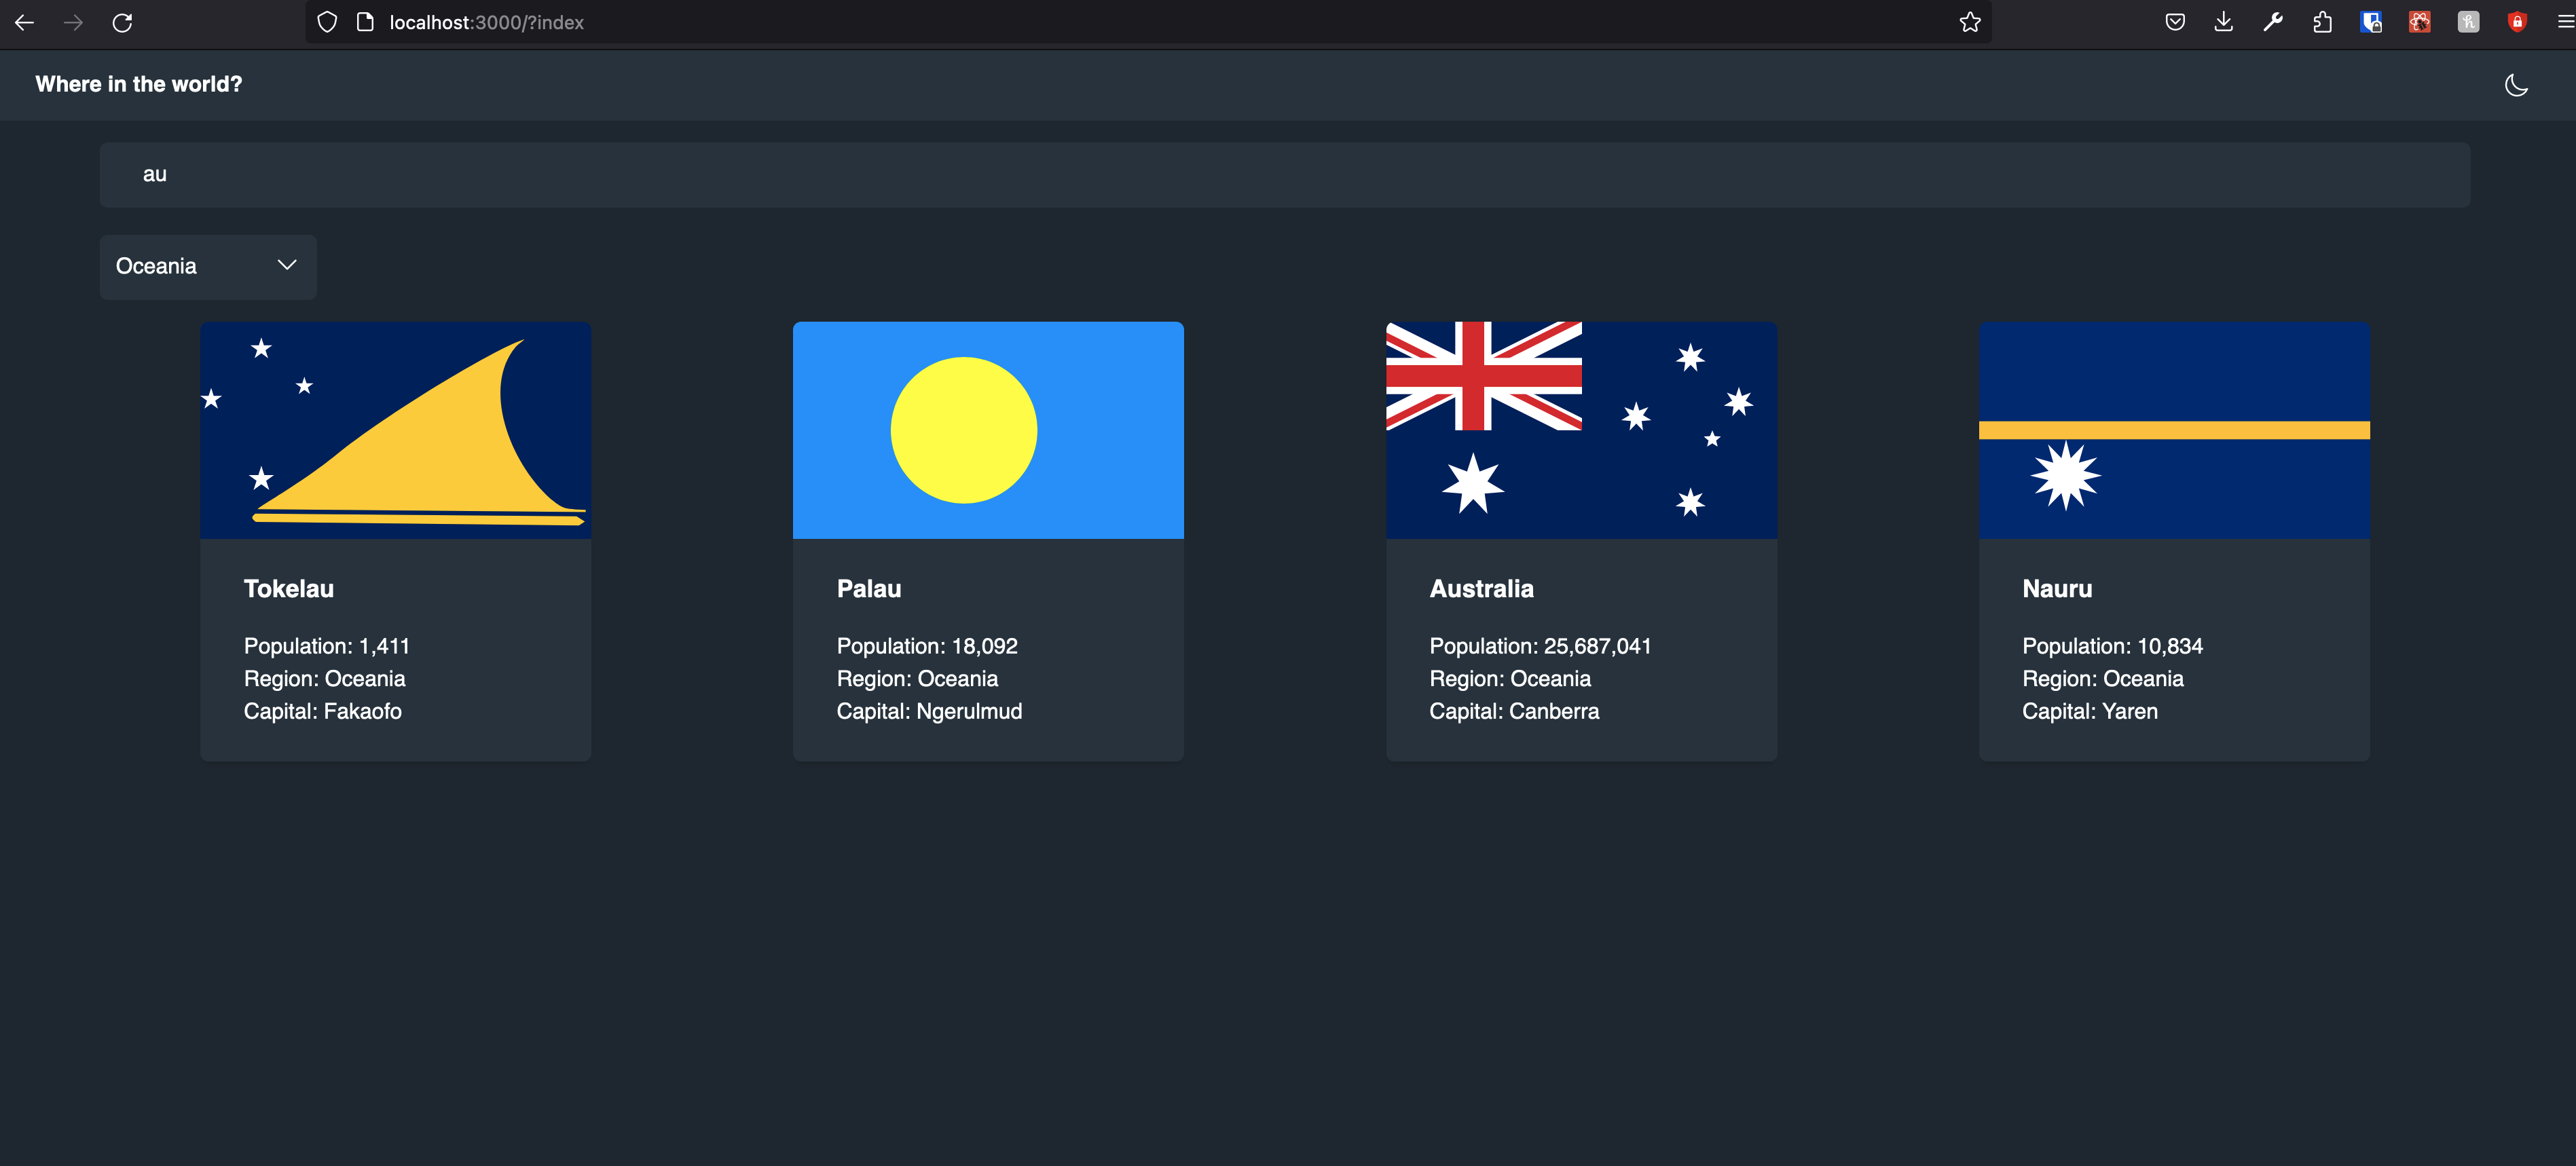 localhost:3000/?index
Where in the world?
au
Oceania
Tokelau
Population: 1,411
Region: Oceania
Capital: Fakaofo
Palau
Population: 18,092
Region: Oceania
Capital: Ngerulmud
Australia
Population: 25,687,041
Region: Oceania
Capital: Canberra
Nauru
Population: 10,834
Region: Oceania
Capital: Yaren